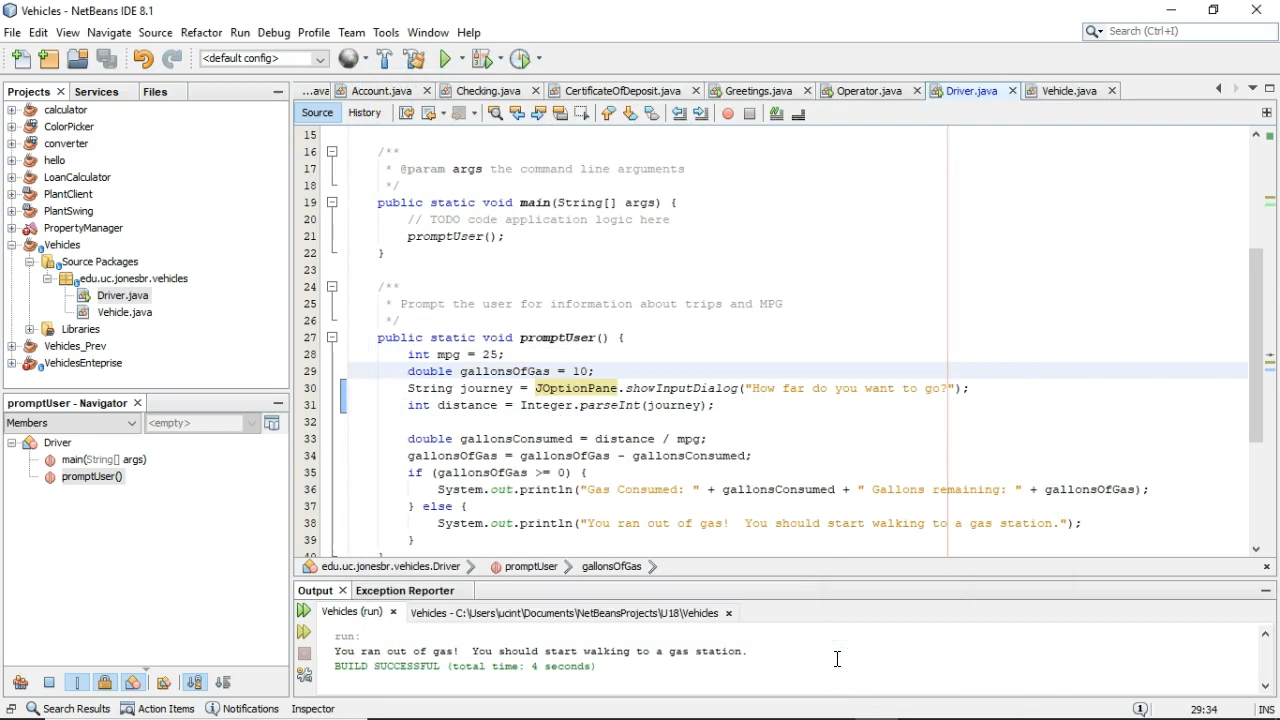 Vehicles - NetBeans IDE 8.1
File Edit View Navigate Source Refactor Run Debug Profile Team Tools Window Help
Search (Ctrl+I)
<default config>
Projects Services Files
...ava Account.java Checking.java CertificateOfDeposit.java Greetings.java Operator.java Driver.java Vehicle.java
Source History
calculator
ColorPicker
converter
hello
LoanCalculator
PlantClient
PlantSwing
PropertyManager
Vehicles
Source Packages
edu.uc.jonesbr.vehicles
Driver.java
Vehicle.java
Libraries
Vehicles_Prev
VehiclesEnteprise
promptUser - Navigator
Members <empty>
Driver
main(String[] args)
promptUser()
15
16 /**
17 * @param args the command line arguments
18 */
19 public static void main(String[] args) {
20 // TODO code application logic here
21 promptUser();
22 }
23
24 /**
25 * Prompt the user for information about trips and MPG
26 */
27 public static void promptUser() {
28 int mpg = 25;
29 double gallonsOfGas = 10;
30 String journey = JOptionPane.showInputDialog("How far do you want to go?");
31 int distance = Integer.parseInt(journey);
32
33 double gallonsConsumed = distance / mpg;
34 gallonsOfGas = gallonsOfGas - gallonsConsumed;
35 if (gallonsOfGas >= 0) {
36 System.out.println("Gas Consumed: " + gallonsConsumed + " Gallons remaining: " + gallonsOfGas);
37 } else {
38 System.out.println("You ran out of gas!  You should start walking to a gas station.");
39 }
40 }
edu.uc.jonesbr.vehicles.Driver promptUser gallonsOfGas
Output Exception Reporter
Vehicles (run) Vehicles - C:\Users\ucint\Documents\NetBeansProjects\U18\Vehicles
run:
You ran out of gas!  You should start walking to a gas station.
BUILD SUCCESSFUL (total time: 4 seconds)
Search Results Action Items Notifications Inspector
1 29:34 INS